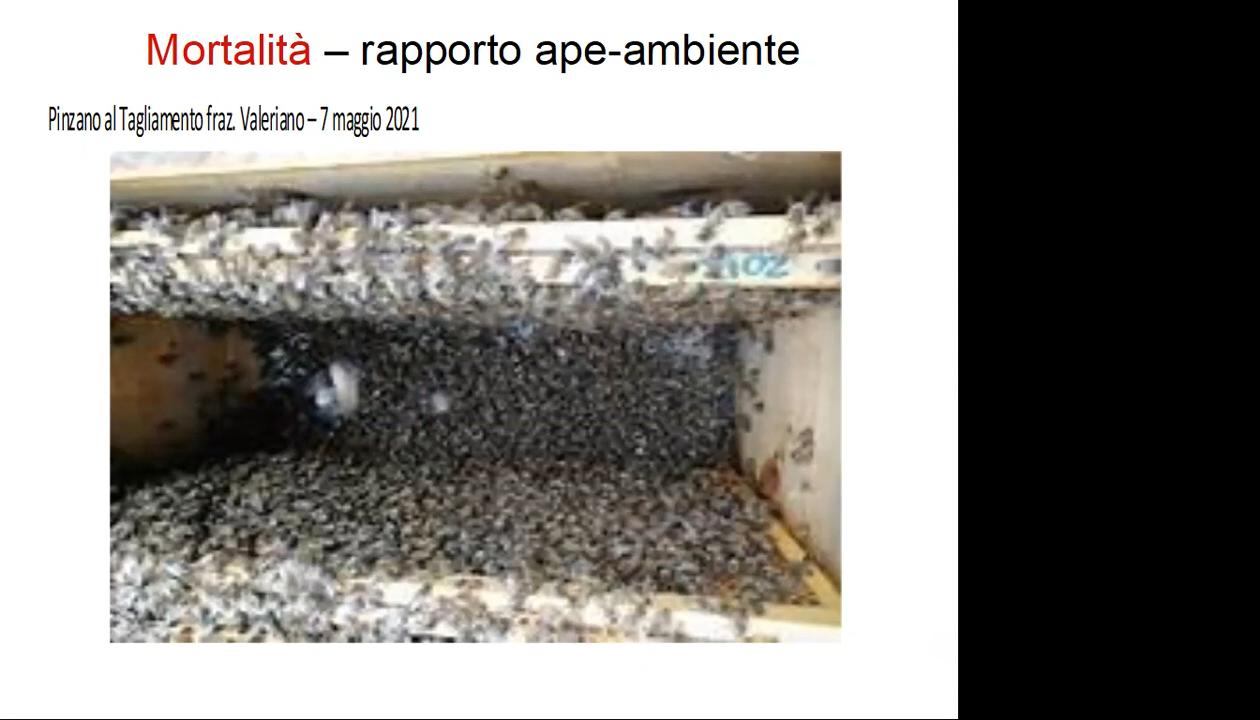 Mortalità – rapporto ape-ambiente
Pinzano al Tagliamento fraz. Valeriano – 7 maggio 2021